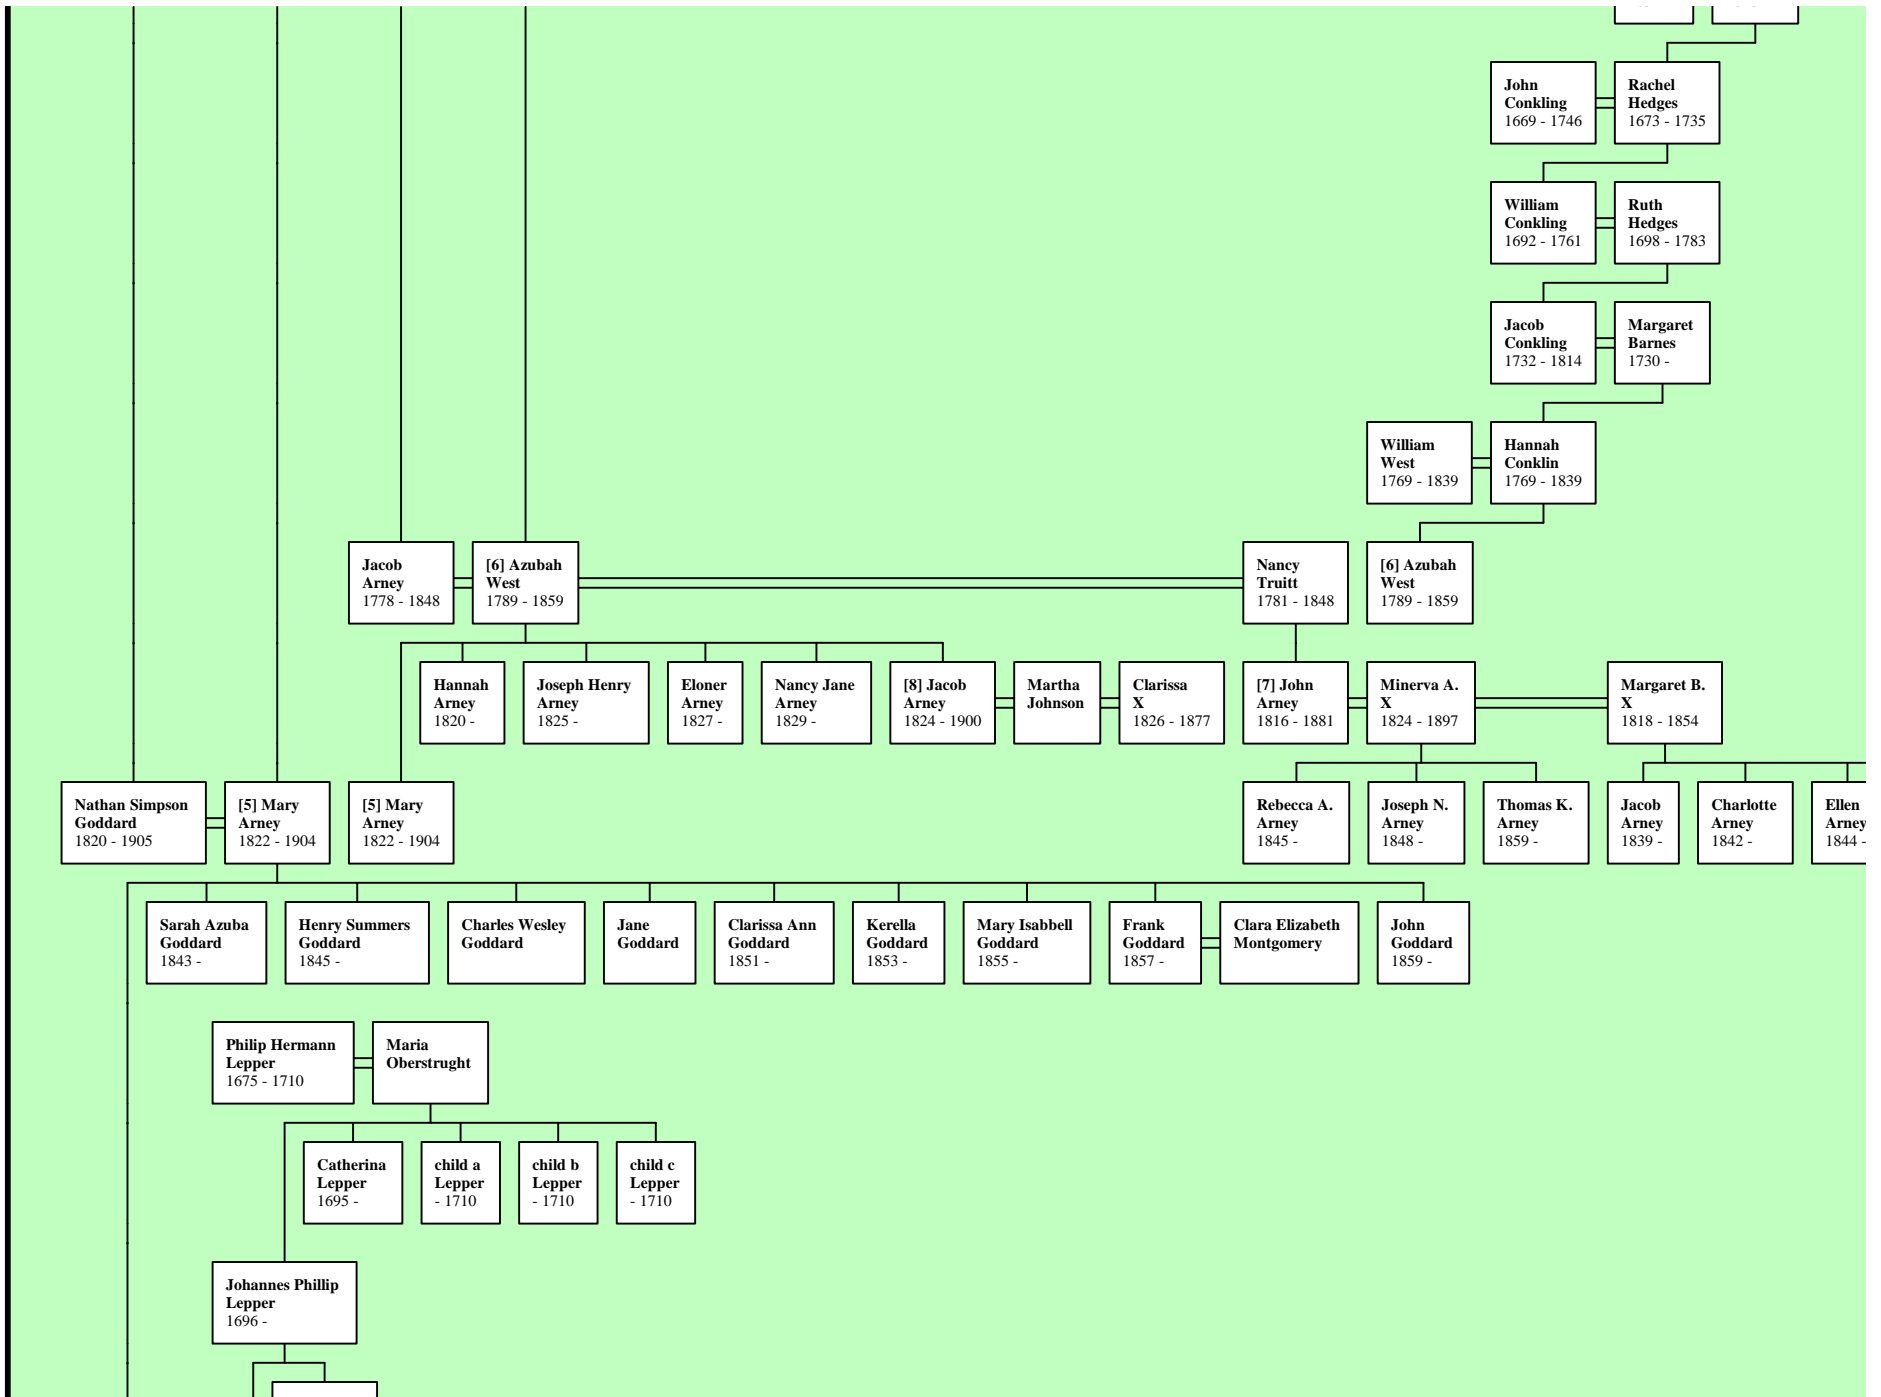 John
Conkling
1669 - 1746
Rachel
Hedges
1673 - 1735
William
Conkling
1692 - 1761
Ruth
Hedges
1698 - 1783
Jacob
Conkling
1732 - 1814
Margaret
Barnes
1730 -
William
West
1769 - 1839
Hannah
Conklin
1769 - 1839
Jacob
Arney
1778 - 1848
[6] Azubah
West
1789 - 1859
Nancy
Truitt
1781 - 1848
[6] Azubah
West
1789 - 1859
Hannah
Arney
1820 -
Joseph Henry
Arney
1825 -
Eloner
Arney
1827 -
Nancy Jane
Arney
1829 -
[8] Jacob
Arney
1824 - 1900
Martha
Johnson
Clarissa
X
1826 - 1877
[7] John
Arney
1816 - 1881
Minerva A.
X
1824 - 1897
Margaret B.
X
1818 - 1854
Nathan Simpson
Goddard
1820 - 1905
[5] Mary
Arney
1822 - 1904
[5] Mary
Arney
1822 - 1904
Rebecca A.
Arney
1845 -
Joseph N.
Arney
1848 -
Thomas K.
Arney
1859 -
Jacob
Arney
1839 -
Charlotte
Arney
1842 -
Ellen
Arney
1844 -
Sarah Azuba
Goddard
1843 -
Henry Summers
Goddard
1845 -
Charles Wesley
Goddard
Jane
Goddard
Clarissa Ann
Goddard
1851 -
Kerella
Goddard
1853 -
Mary Isabbell
Goddard
1855 -
Frank
Goddard
1857 -
Clara Elizabeth
Montgomery
John
Goddard
1859 -
Philip Hermann
Lepper
1675 - 1710
Maria
Oberstrught
Catherina
Lepper
1695 -
child a
Lepper
- 1710
child b
Lepper
- 1710
child c
Lepper
- 1710
Johannes Phillip
Lepper
1696 -